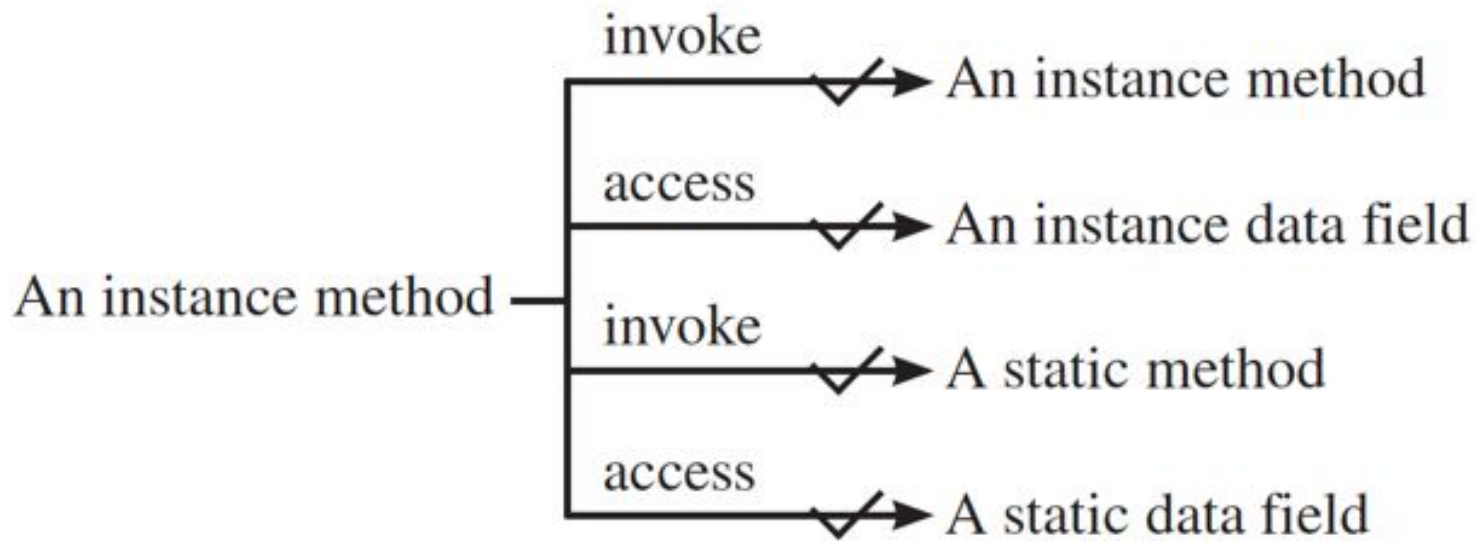 invoke
An instance method
access
An instance data field
An instance method
invoke
A static method
access
A static data field